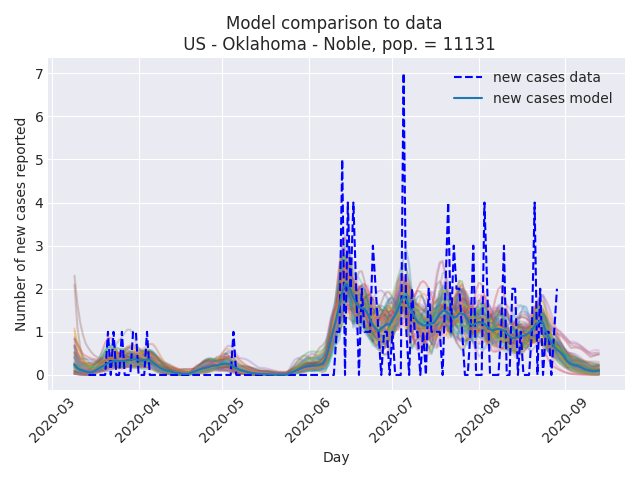 Model comparison to data
US - Oklahoma - Noble, pop. = 11131
new cases data
new cases model
Number of new cases reported
7
6
5
4
3
2
1
0
2020-03
2020-04
2020-05
2020-06
2020-07
2020-08
2020-09
Day